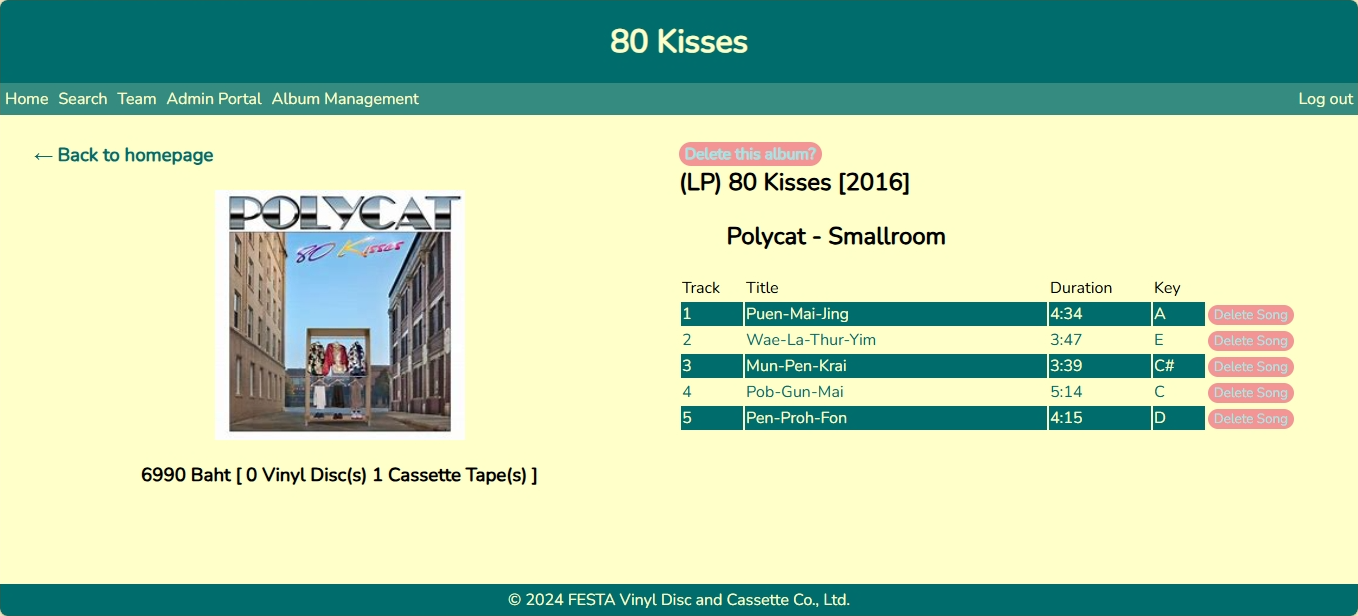 80 Kisses
Home Search Team Admin Portal Album Management Log out
← Back to homepage
POLYCAT
80 Kisses
6990 Baht [ 0 Vinyl Disc(s) 1 Cassette Tape(s) ]
Delete this album?
(LP) 80 Kisses [2016]
Polycat - Smallroom
Track Title Duration Key
1 Puen-Mai-Jing 4:34 A Delete Song
2 Wae-La-Thur-Yim 3:47 E Delete Song
3 Mun-Pen-Krai 3:39 C# Delete Song
4 Pob-Gun-Mai 5:14 C Delete Song
5 Pen-Proh-Fon 4:15 D Delete Song
© 2024 FESTA Vinyl Disc and Cassette Co., Ltd.